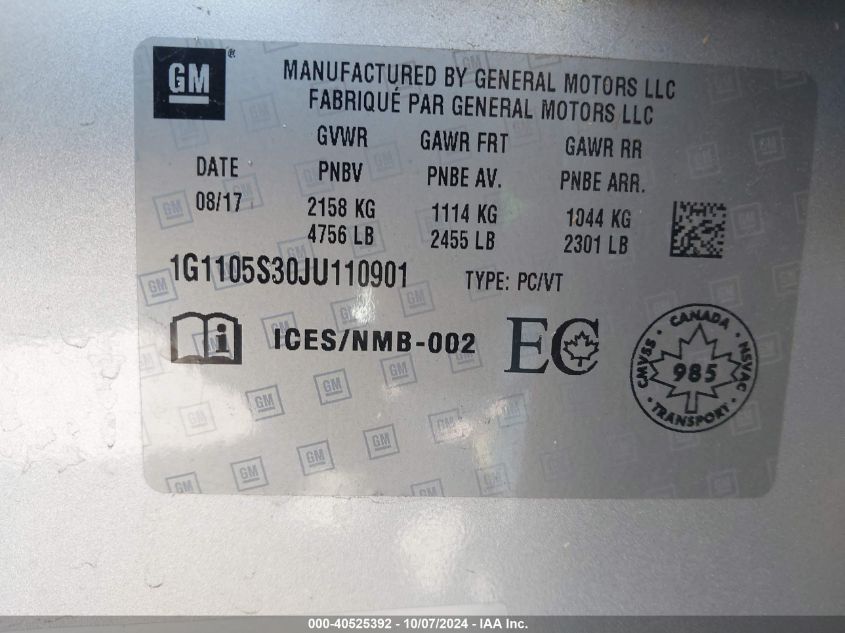 GM®
MANUFACTURED BY GENERAL MOTORS LLC
FABRIQUÉ PAR GENERAL MOTORS LLC
DATE
08/17
GVWR
PNBV
2158 KG
4756 LB
GAWR FRT
PNBE AV.
1114 KG
2455 LB
GAWR RR
PNBE ARR.
1044 KG
2301 LB
1G1105S30JU110901
TYPE: PC/VT
i
ICES/NMB-002
EC
CANADA
CMVSS · NSVAC
985
TRANSPORT
000-40525392 - 10/07/2024 - IAA Inc.